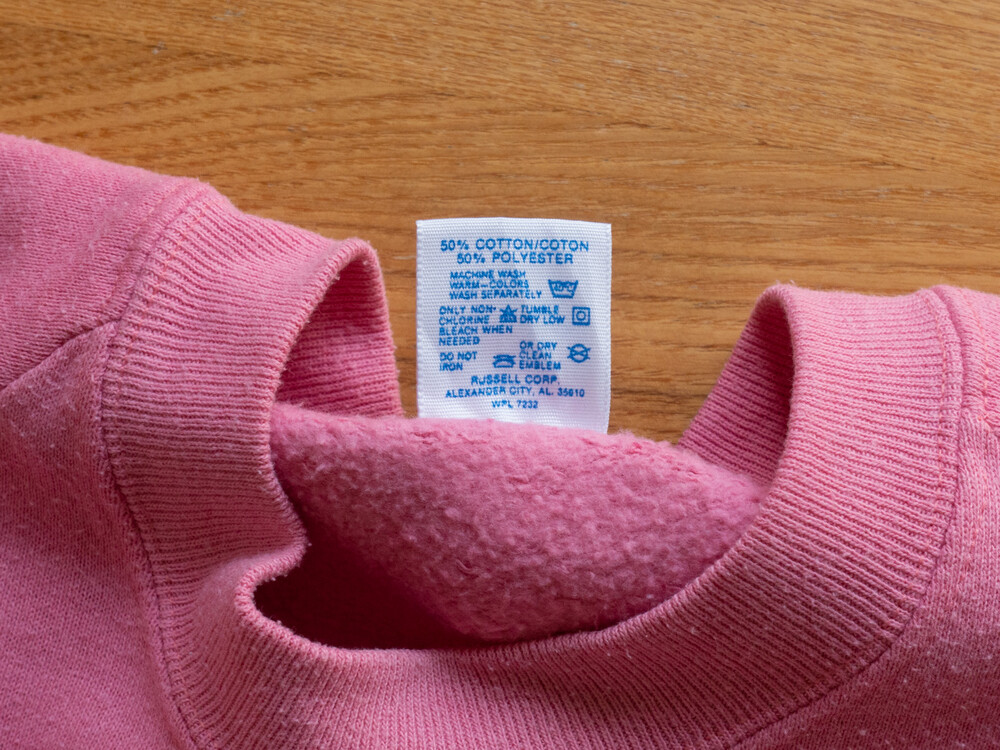 50% COTTON/COTON
50% POLYESTER
MACHINE WASH
WARM-COLORS
WASH SEPARATELY
ONLY NON-
CHLORINE
BLEACH WHEN
NEEDED
TUMBLE
DRY LOW
DO NOT
IRON
OR DRY
CLEAN
EMBLEM
RUSSELL CORP.
ALEXANDER CITY, AL. 35010
WPL 7232